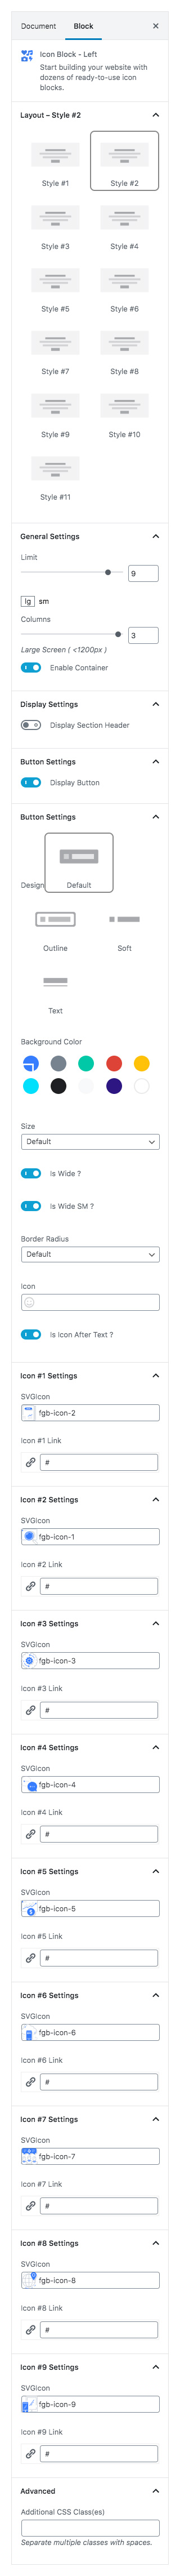 Document Block
Icon Block - Left
Start building your website with
dozens of ready-to-use icon
blocks.
Layout – Style #2
Style #1 Style #2
Style #3 Style #4
Style #5 Style #6
Style #7 Style #8
Style #9 Style #10
Style #11
General Settings
Limit
9
lg sm
Columns
3
Large Screen ( <1200px )
Enable Container
Display Settings
Display Section Header
Button Settings
Display Button
Button Settings
Design Default
Outline Soft
Text
Background Color
Size
Default
Is Wide ?
Is Wide SM ?
Border Radius
Default
Icon
Is Icon After Text ?
Icon #1 Settings
SVGIcon
fgb-icon-2
Icon #1 Link
#
Icon #2 Settings
SVGIcon
fgb-icon-1
Icon #2 Link
#
Icon #3 Settings
SVGIcon
fgb-icon-3
Icon #3 Link
#
Icon #4 Settings
SVGIcon
fgb-icon-4
Icon #4 Link
#
Icon #5 Settings
SVGIcon
fgb-icon-5
Icon #5 Link
#
Icon #6 Settings
SVGIcon
fgb-icon-6
Icon #6 Link
#
Icon #7 Settings
SVGIcon
fgb-icon-7
Icon #7 Link
#
Icon #8 Settings
SVGIcon
fgb-icon-8
Icon #8 Link
#
Icon #9 Settings
SVGIcon
fgb-icon-9
Icon #9 Link
#
Advanced
Additional CSS Class(es)
Separate multiple classes with spaces.